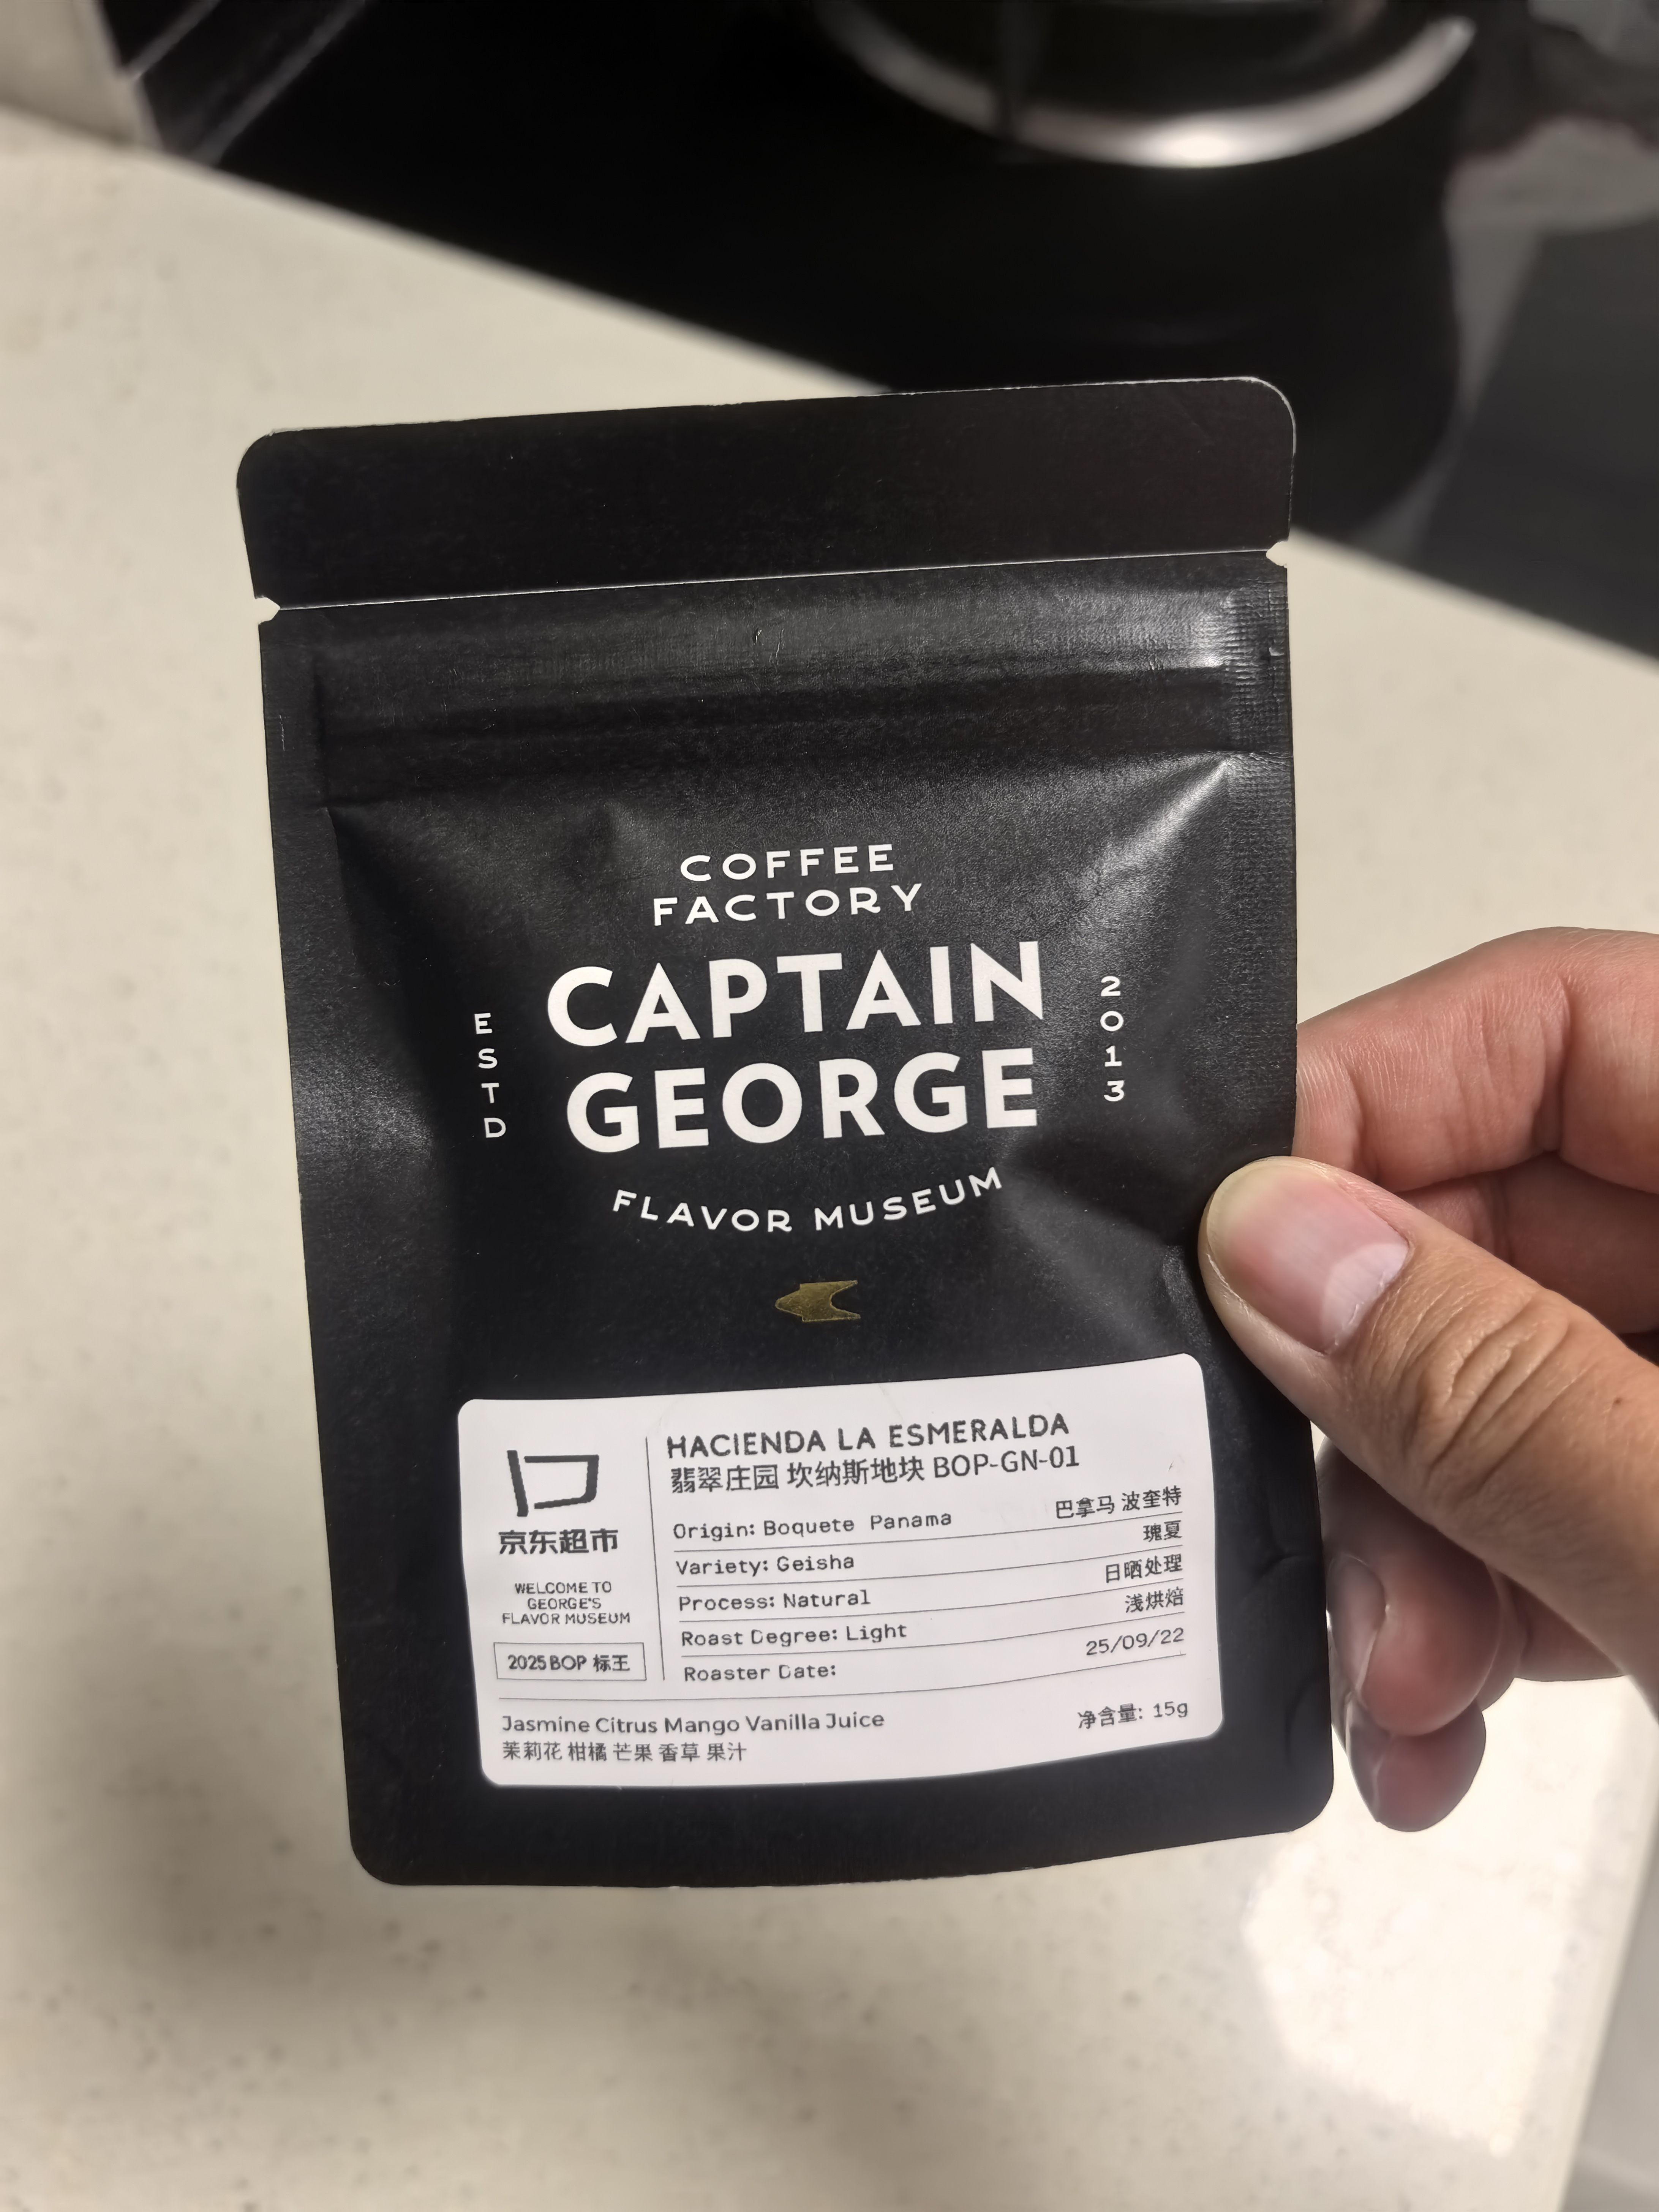 COFFEE
FACTORY
ESTD
CAPTAIN
GEORGE
2013
FLAVOR MUSEUM
京东超市
WELCOME TO
GEORGE'S
FLAVOR MUSEUM
2025 BOP 标王
HACIENDA LA ESMERALDA
翡翠庄园 坎纳斯地块 BOP-GN-01
Origin: Boquete Panama 巴拿马 波奎特
Variety: Geisha 瑰夏
Process: Natural 日晒处理
Roast Degree: Light 浅烘焙
Roaster Date: 25/09/22
Jasmine Citrus Mango Vanilla Juice
茉莉花 柑橘 芒果 香草 果汁
净含量: 15g